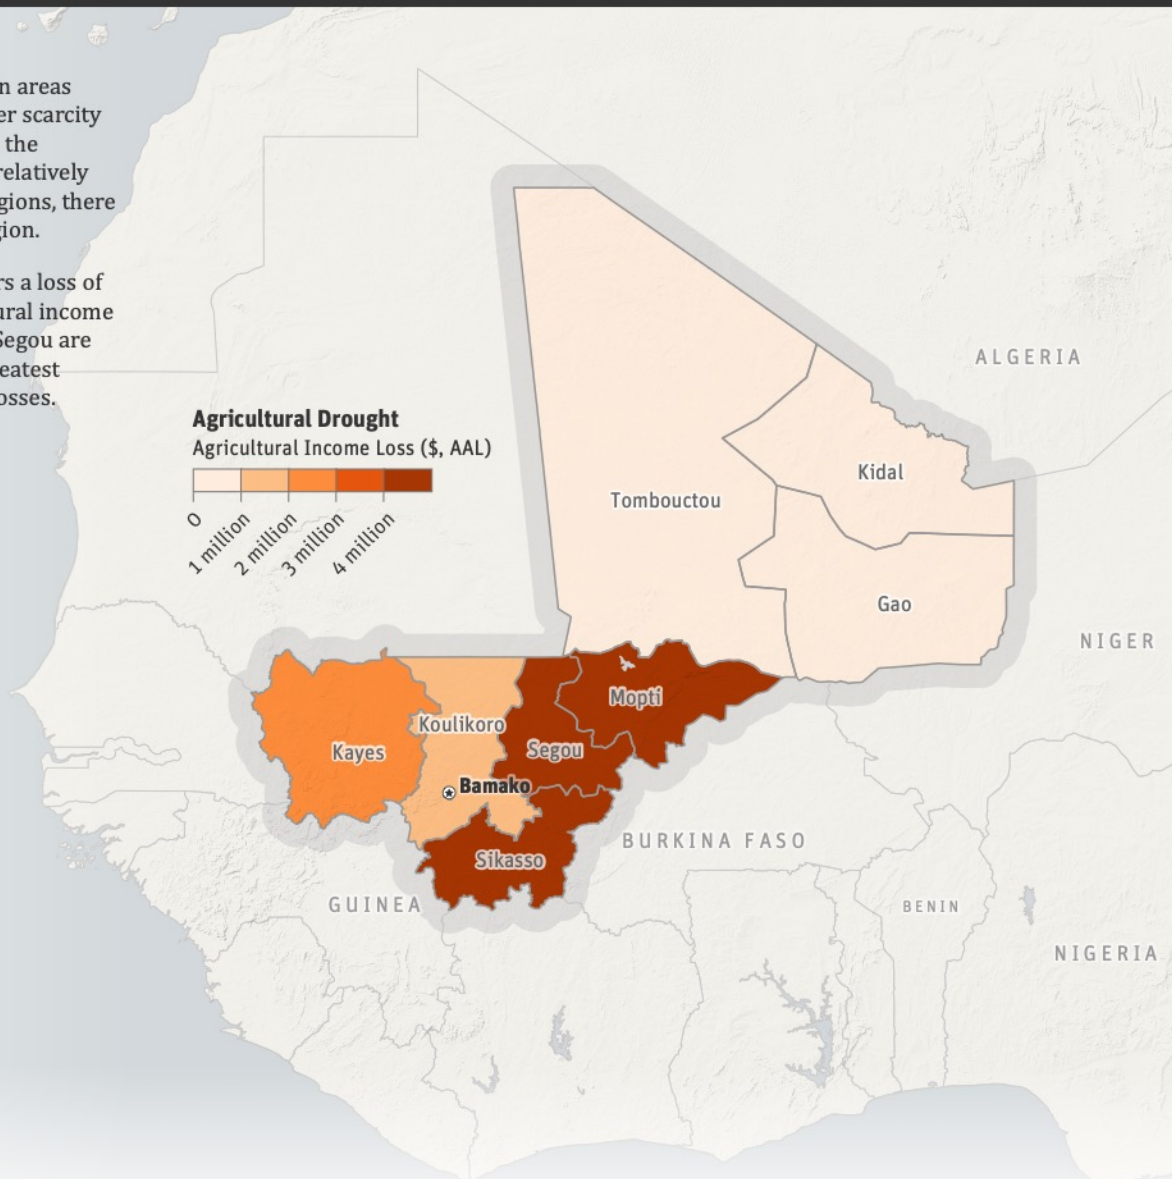 n areas
er scarcity
the
relatively
gions, there
gion.
rs a loss of
ural income
Segou are
eatest
osses.
Agricultural Drought
Agricultural Income Loss ($, AAL)
0
1 million
2 million
3 million
4 million
ALGERIA
Kidal
Tombouctou
Gao
NIGER
Mopti
Koulikoro
Segou
Kayes
Bamako
BURKINA FASO
Sikasso
GUINEA
BENIN
NIGERIA